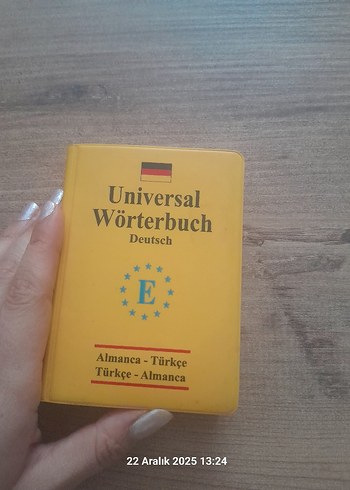 Universal
Wörterbuch
Deutsch
E
Almanca - Türkçe
Türkçe - Almanca
22 Aralık 2025 13:24